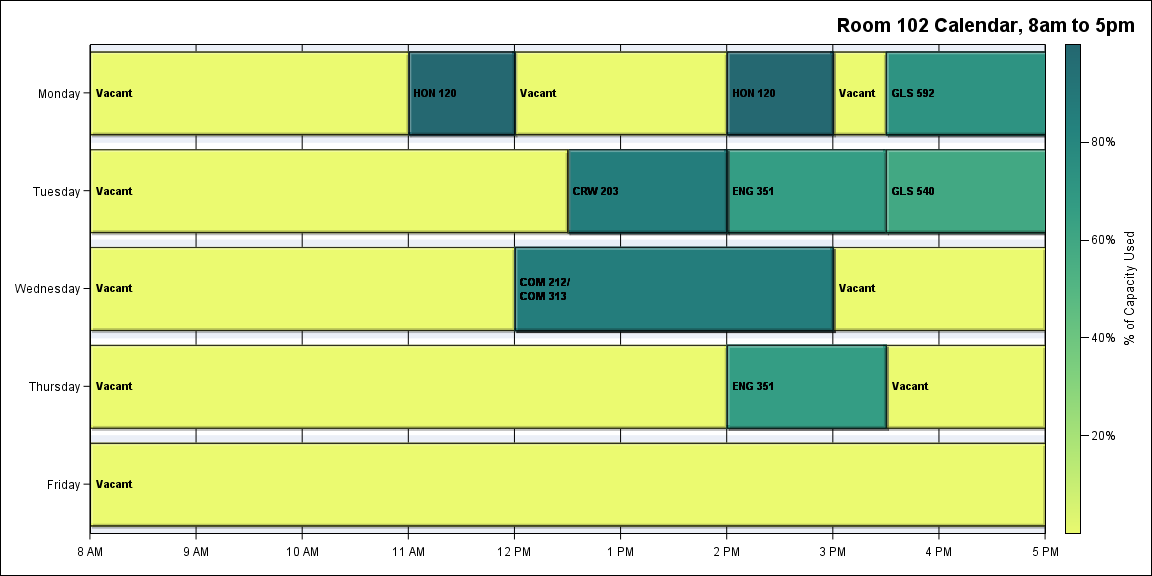 Room 102 Calendar, 8am to 5pm
Monday
Vacant
HON 120
Vacant
HON 120
Vacant
GLS 592
Tuesday
Vacant
CRW 203
ENG 351
GLS 540
Wednesday
Vacant
COM 212/
COM 313
Vacant
Thursday
Vacant
ENG 351
Vacant
Friday
Vacant
8 AM
9 AM
10 AM
11 AM
12 PM
1 PM
2 PM
3 PM
4 PM
5 PM
80%
60%
40%
20%
% of Capacity Used